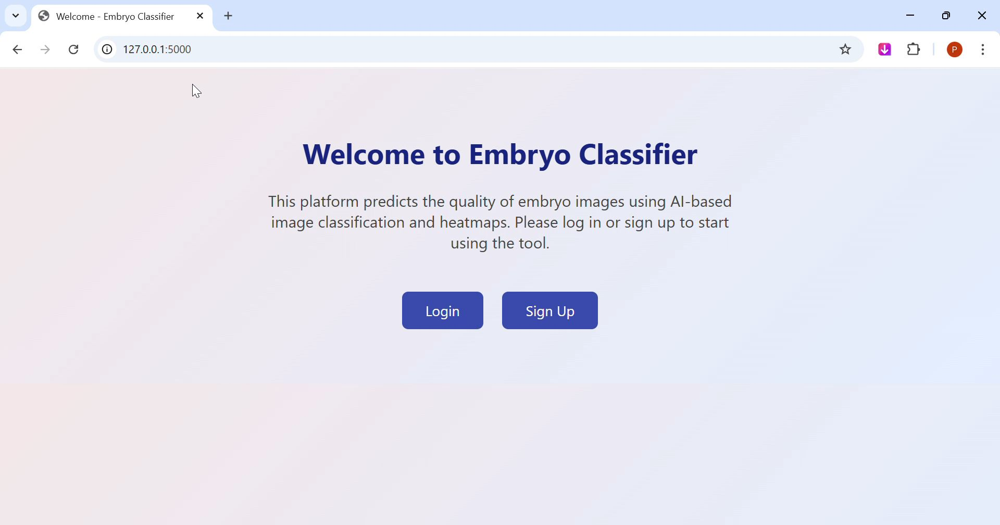 Welcome - Embryo Classifier
127.0.0.1:5000
P
Welcome to Embryo Classifier
This platform predicts the quality of embryo images using AI-based
image classification and heatmaps. Please log in or sign up to start
using the tool.
Login
Sign Up